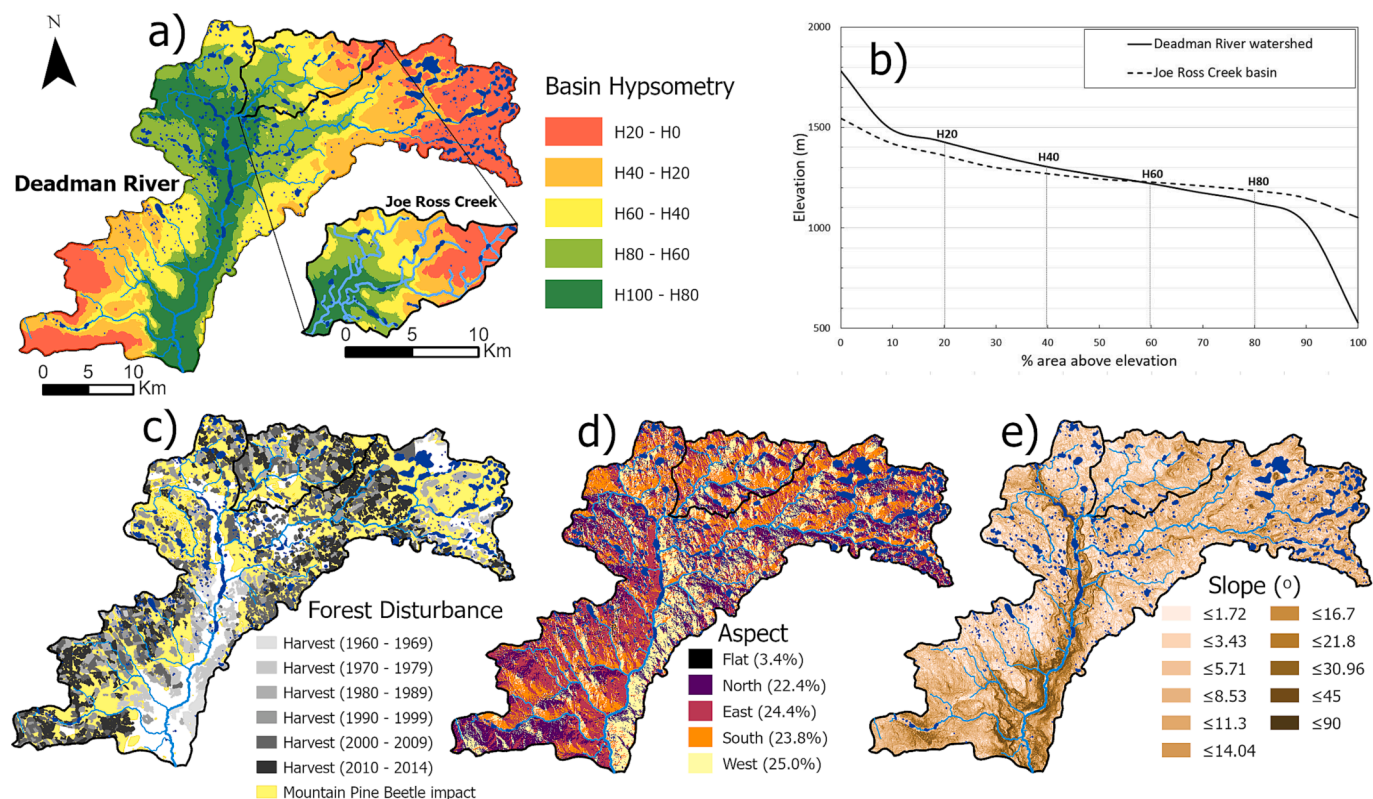 N
a)
Deadman River
Joe Ross Creek
0 5 10
Km
0 5 10
Km
Basin Hypsometry
H20 - H0
H40 - H20
H60 - H40
H80 - H60
H100 - H80
b)
Deadman River watershed
Joe Ross Creek basin
2000
1500
1000
500
Elevation (m)
H20
H40
H60
H80
0 10 20 30 40 50 60 70 80 90 100
% area above elevation
c)
Forest Disturbance
Harvest (1960 - 1969)
Harvest (1970 - 1979)
Harvest (1980 - 1989)
Harvest (1990 - 1999)
Harvest (2000 - 2009)
Harvest (2010 - 2014)
Mountain Pine Beetle impact
d)
Aspect
Flat (3.4%)
North (22.4%)
East (24.4%)
South (23.8%)
West (25.0%)
e)
Slope (º)
≤1.72
≤3.43
≤5.71
≤8.53
≤11.3
≤14.04
≤16.7
≤21.8
≤30.96
≤45
≤90